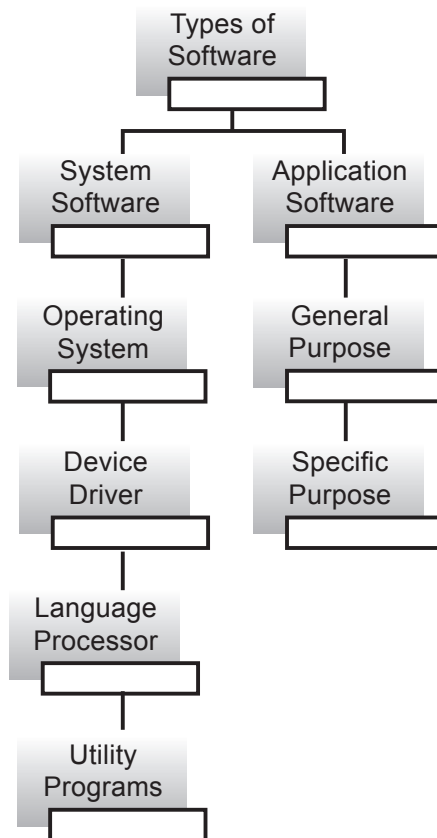 Types of
Software
System
Software
Application
Software
Operating
System
General
Purpose
Device
Driver
Specific
Purpose
Language
Processor
Utility
Programs